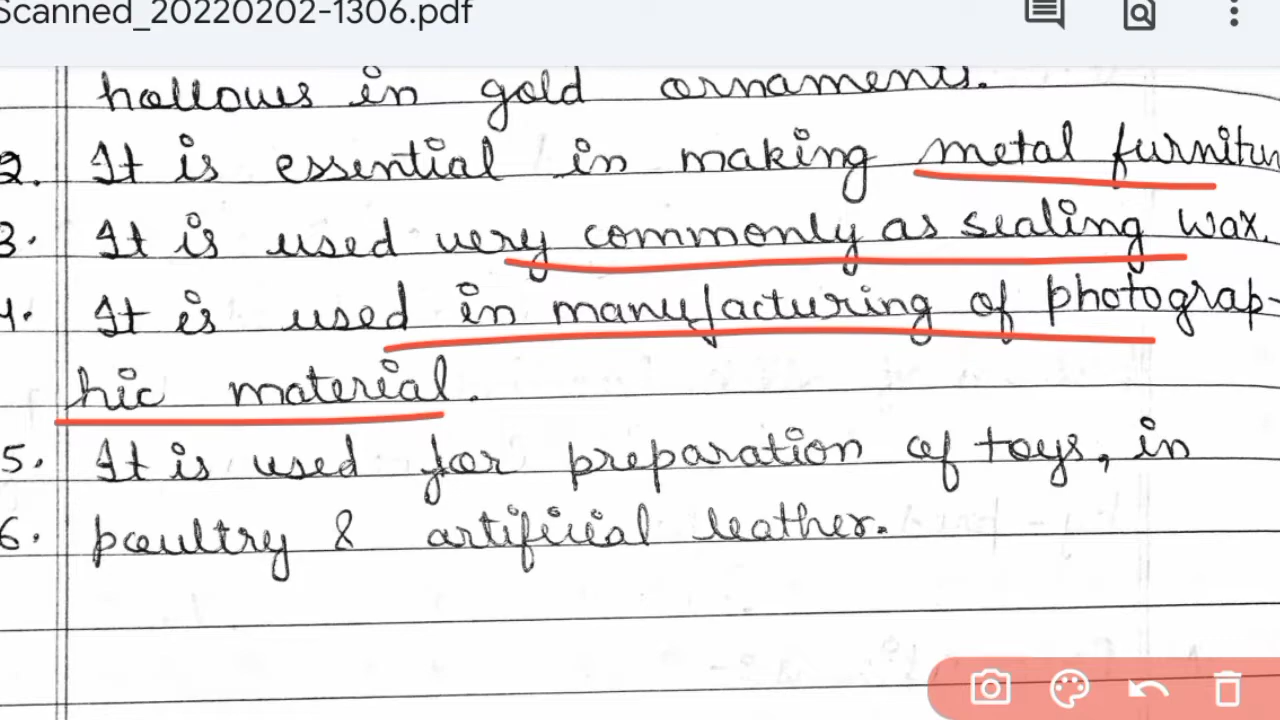 Scanned_20220202-1306.pdf
hollows in gold ornaments.
2. It is essential in making metal furnitur
3. It is used very commonly as sealing wax.
4. It is used in manufacturing of photograp-
hic material.
5. It is used for preparation of toys, in
6. poultry & artificial leather.